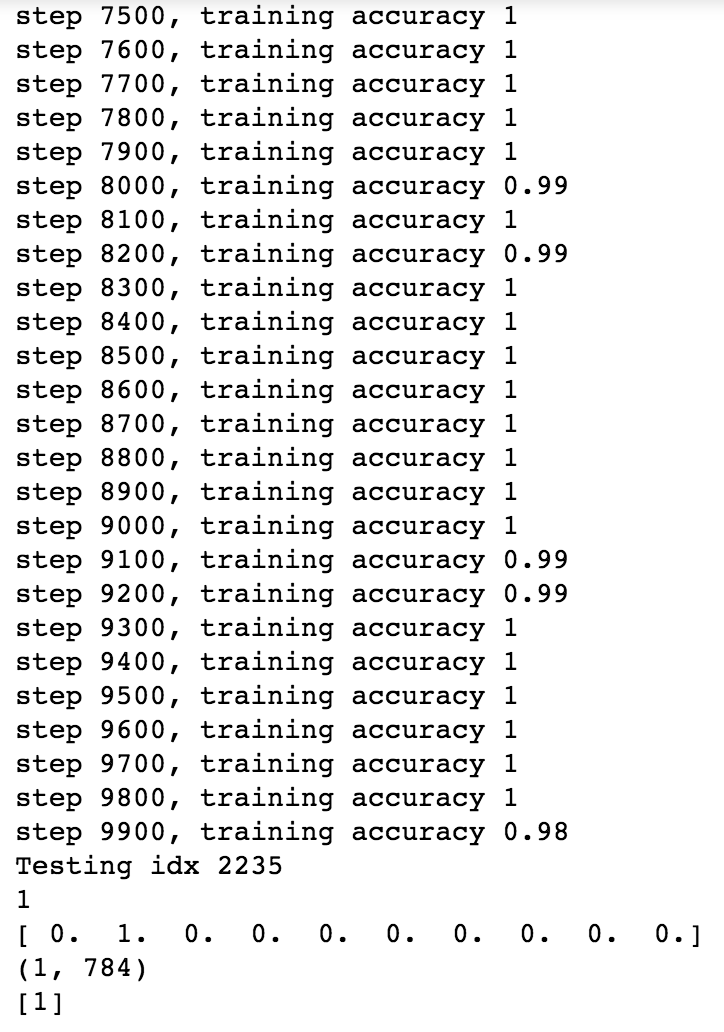 step 7500, training accuracy 1
step 7600, training accuracy 1
step 7700, training accuracy 1
step 7800, training accuracy 1
step 7900, training accuracy 1
step 8000, training accuracy 0.99
step 8100, training accuracy 1
step 8200, training accuracy 0.99
step 8300, training accuracy 1
step 8400, training accuracy 1
step 8500, training accuracy 1
step 8600, training accuracy 1
step 8700, training accuracy 1
step 8800, training accuracy 1
step 8900, training accuracy 1
step 9000, training accuracy 1
step 9100, training accuracy 0.99
step 9200, training accuracy 0.99
step 9300, training accuracy 1
step 9400, training accuracy 1
step 9500, training accuracy 1
step 9600, training accuracy 1
step 9700, training accuracy 1
step 9800, training accuracy 1
step 9900, training accuracy 0.98
Testing idx 2235
1
[ 0.  1.  0.  0.  0.  0.  0.  0.  0.  0.]
(1, 784)
[1]